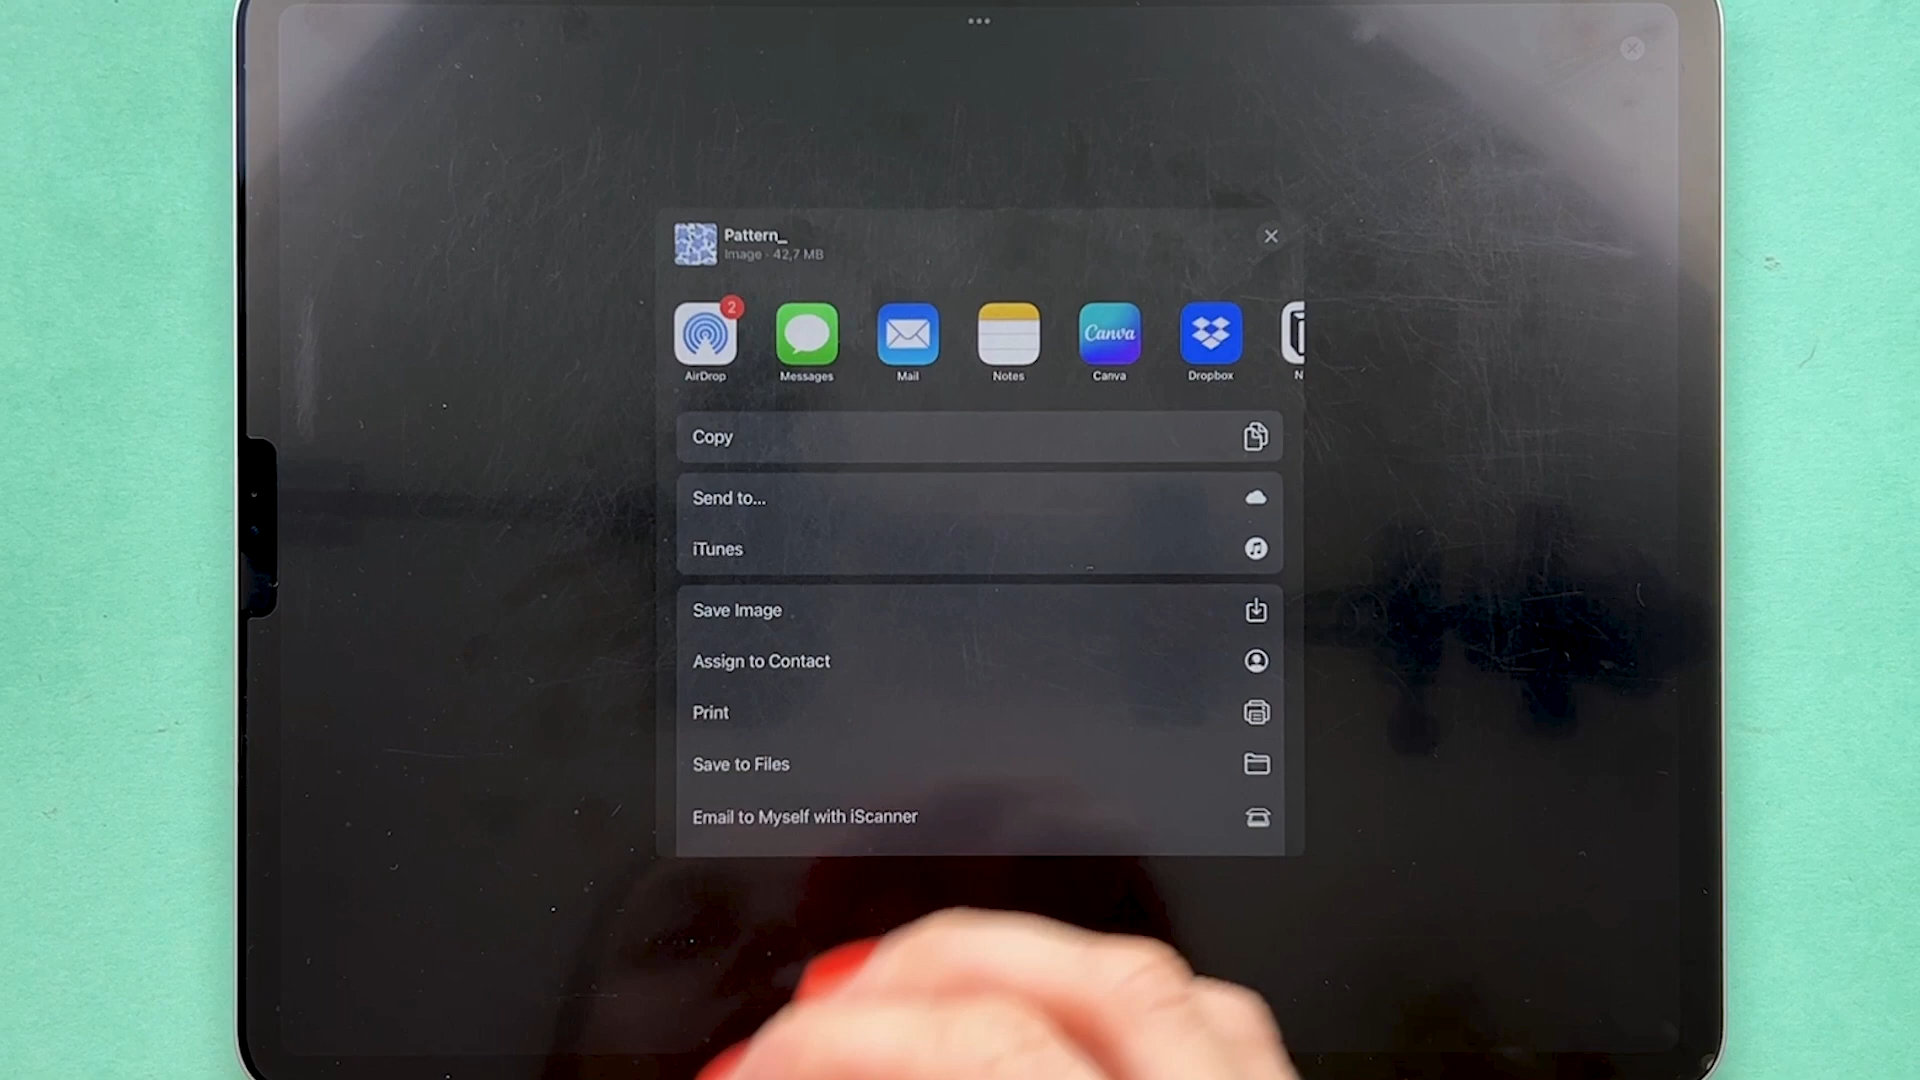 Pattern_
Image · 42,7 MB
2
Canva
AirDrop
Messages
Mail
Notes
Canva
Dropbox
N
Copy
Send to...
iTunes
Save Image
Assign to Contact
Print
Save to Files
Email to Myself with iScanner